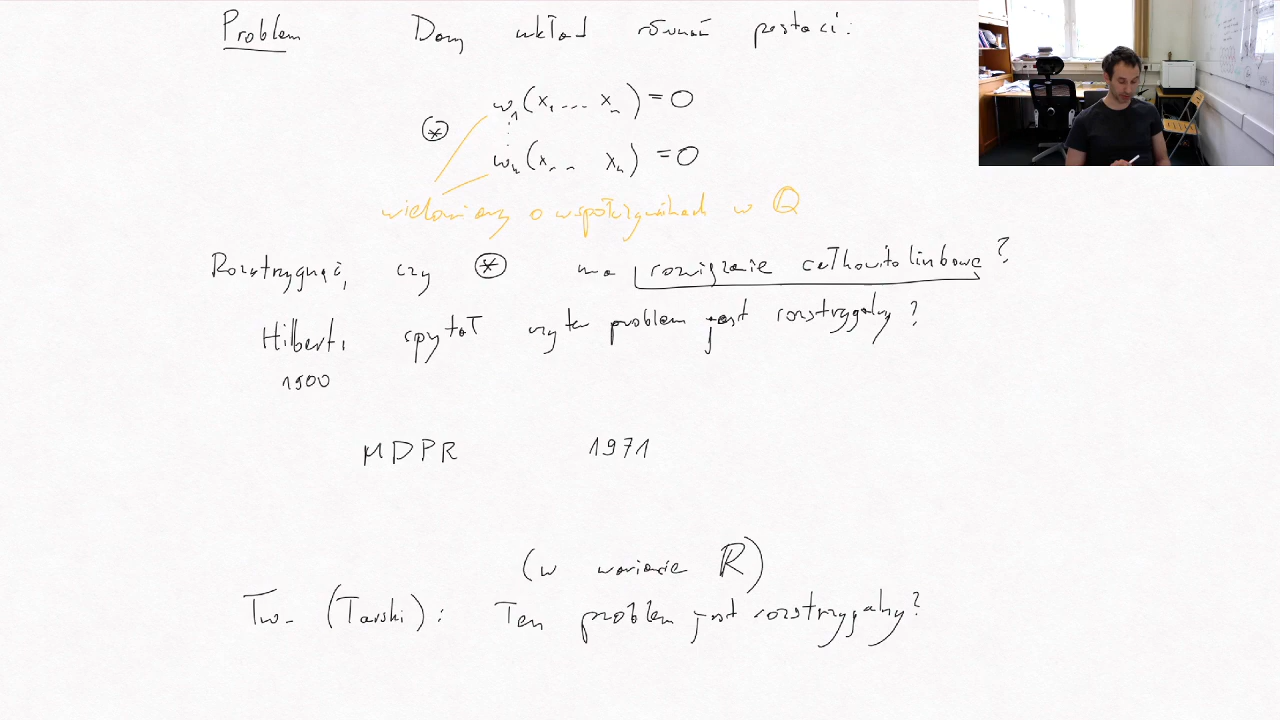 Problem Dany układ równań postaci:
w₁(x₁... xₙ) = 0
⊛
wₖ(x₁... xₙ) = 0
wielomiany o współczynnikach w ℚ
Rozstrzygnąć, czy ⊛ ma rozwiązanie całkowitoliczbowe?
Hilbert, spytał czy ten problem jest rozstrzygalny?
1900
MDPR 1971
(w wariancie ℝ)
Tw. (Tarski): Ten problem jest rozstrzygalny?